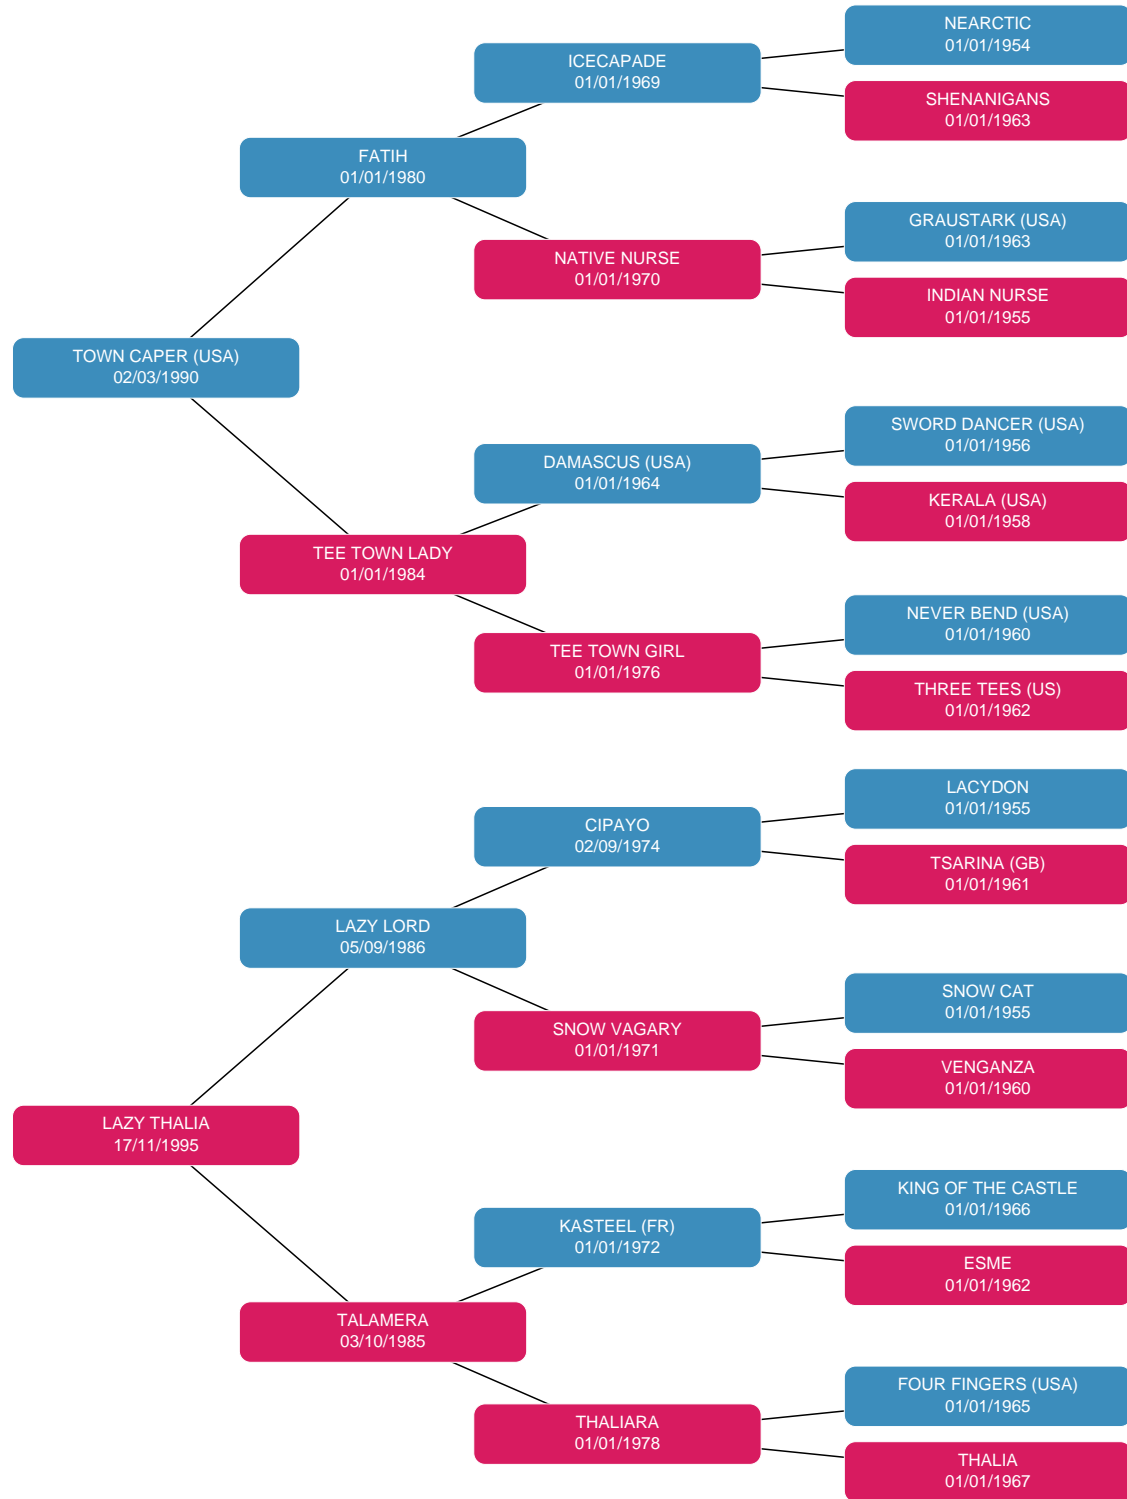 NEARCTIC
01/01/1954
ICECAPADE
01/01/1969
SHENANIGANS
01/01/1963
FATIH
01/01/1980
GRAUSTARK (USA)
01/01/1963
NATIVE NURSE
01/01/1970
INDIAN NURSE
01/01/1955
TOWN CAPER (USA)
02/03/1990
SWORD DANCER (USA)
01/01/1956
DAMASCUS (USA)
01/01/1964
KERALA (USA)
01/01/1958
TEE TOWN LADY
01/01/1984
NEVER BEND (USA)
01/01/1960
TEE TOWN GIRL
01/01/1976
THREE TEES (US)
01/01/1962
LACYDON
01/01/1955
CIPAYO
02/09/1974
TSARINA (GB)
01/01/1961
LAZY LORD
05/09/1986
SNOW CAT
01/01/1955
SNOW VAGARY
01/01/1971
VENGANZA
01/01/1960
LAZY THALIA
17/11/1995
KING OF THE CASTLE
01/01/1966
KASTEEL (FR)
01/01/1972
ESME
01/01/1962
TALAMERA
03/10/1985
FOUR FINGERS (USA)
01/01/1965
THALIARA
01/01/1978
THALIA
01/01/1967